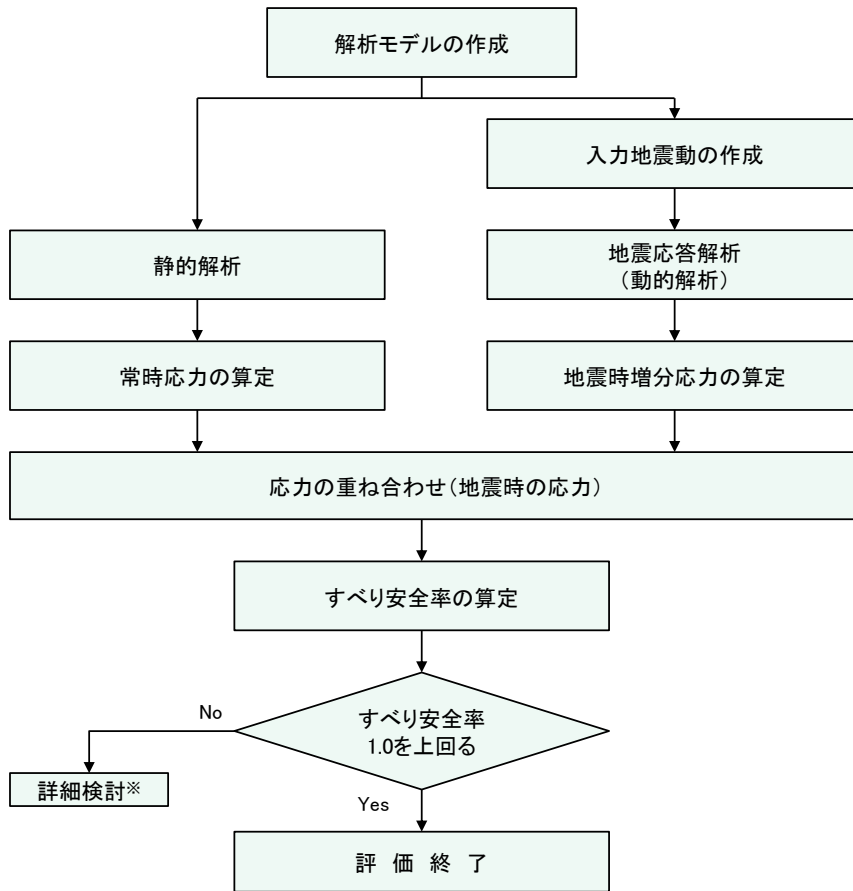 解析モデルの作成
入力地震動の作成
静的解析
地震応答解析
（動的解析）
常時応力の算定
地震時増分応力の算定
応力の重ね合わせ（地震時の応力）
すべり安全率の算定
すべり安全率
1.0を上回る
No
詳細検討※
Yes
評 価 終 了